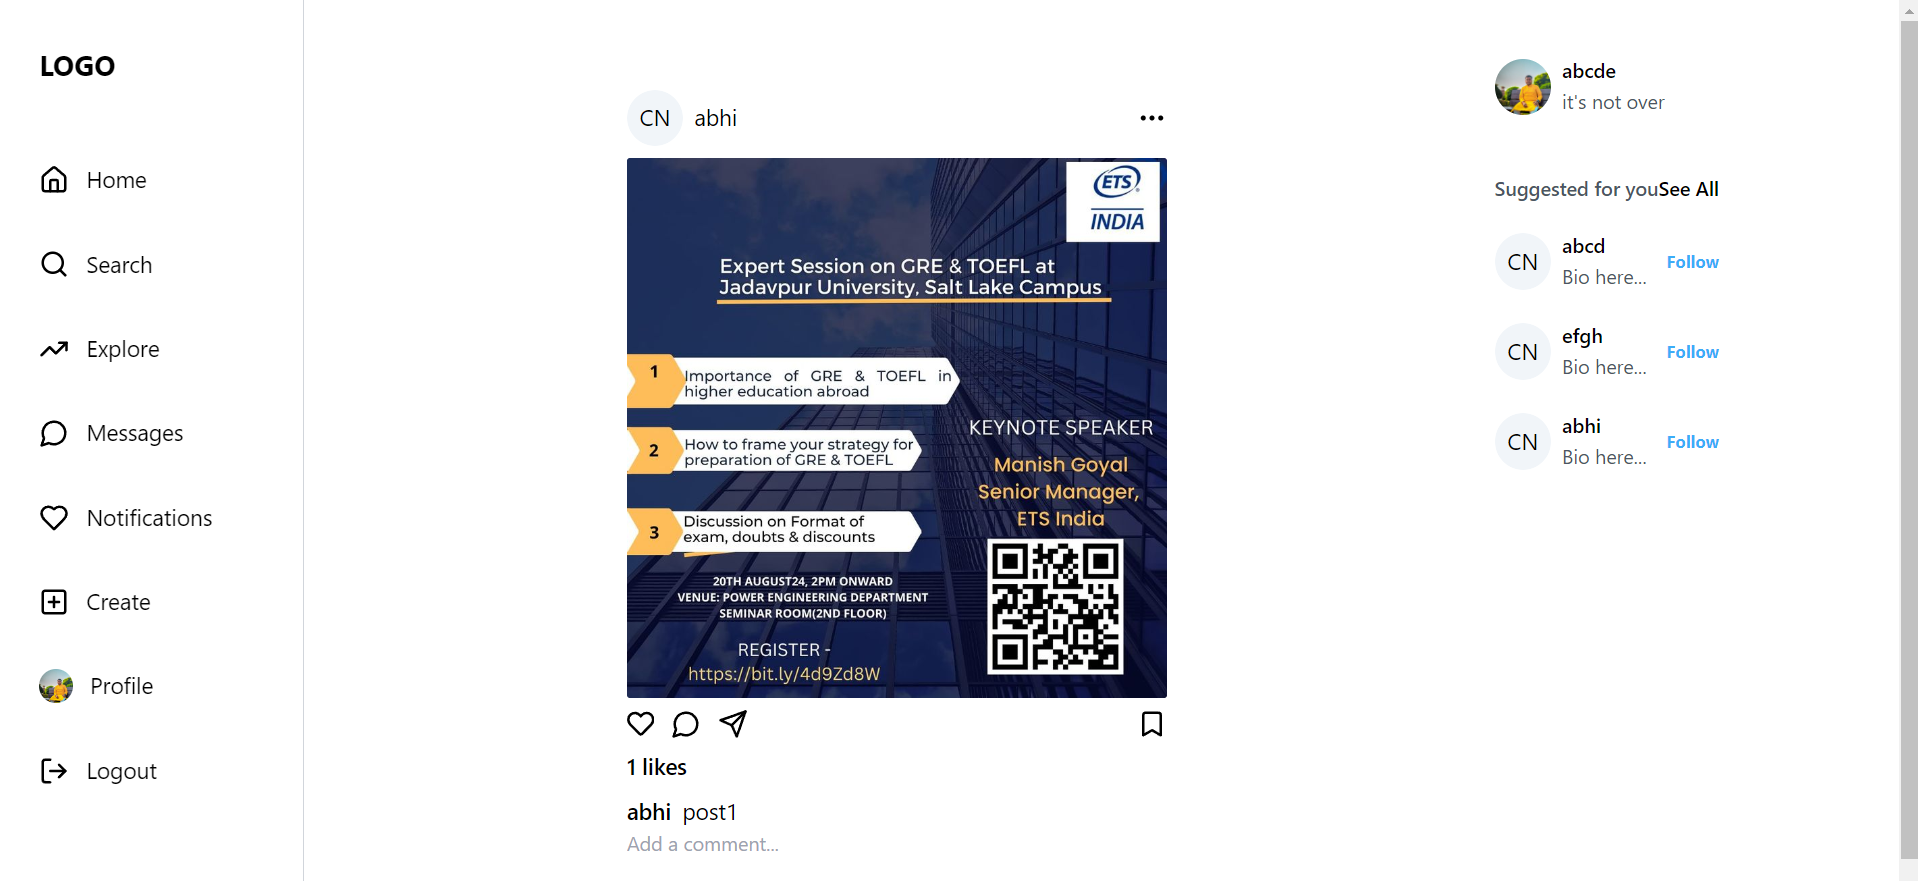 LOGO
Home
Search
Explore
Messages
Notifications
Create
Profile
Logout
CN abhi
ETS
INDIA
Expert Session on GRE & TOEFL at
Jadavpur University, Salt Lake Campus
1
Importance of GRE & TOEFL in
higher education abroad
2
How to frame your strategy for
preparation of GRE & TOEFL
3
Discussion on Format of
exam, doubts & discounts
KEYNOTE SPEAKER
Manish Goyal
Senior Manager,
ETS India
20TH AUGUST24, 2PM ONWARD
VENUE: POWER ENGINEERING DEPARTMENT
SEMINAR ROOM(2ND FLOOR)
REGISTER -
https://bit.ly/4d9Zd8W
1 likes
abhi post1
Add a comment...
abcde
it's not over
Suggested for youSee All
CN
abcd
Bio here...
Follow
CN
efgh
Bio here...
Follow
CN
abhi
Bio here...
Follow